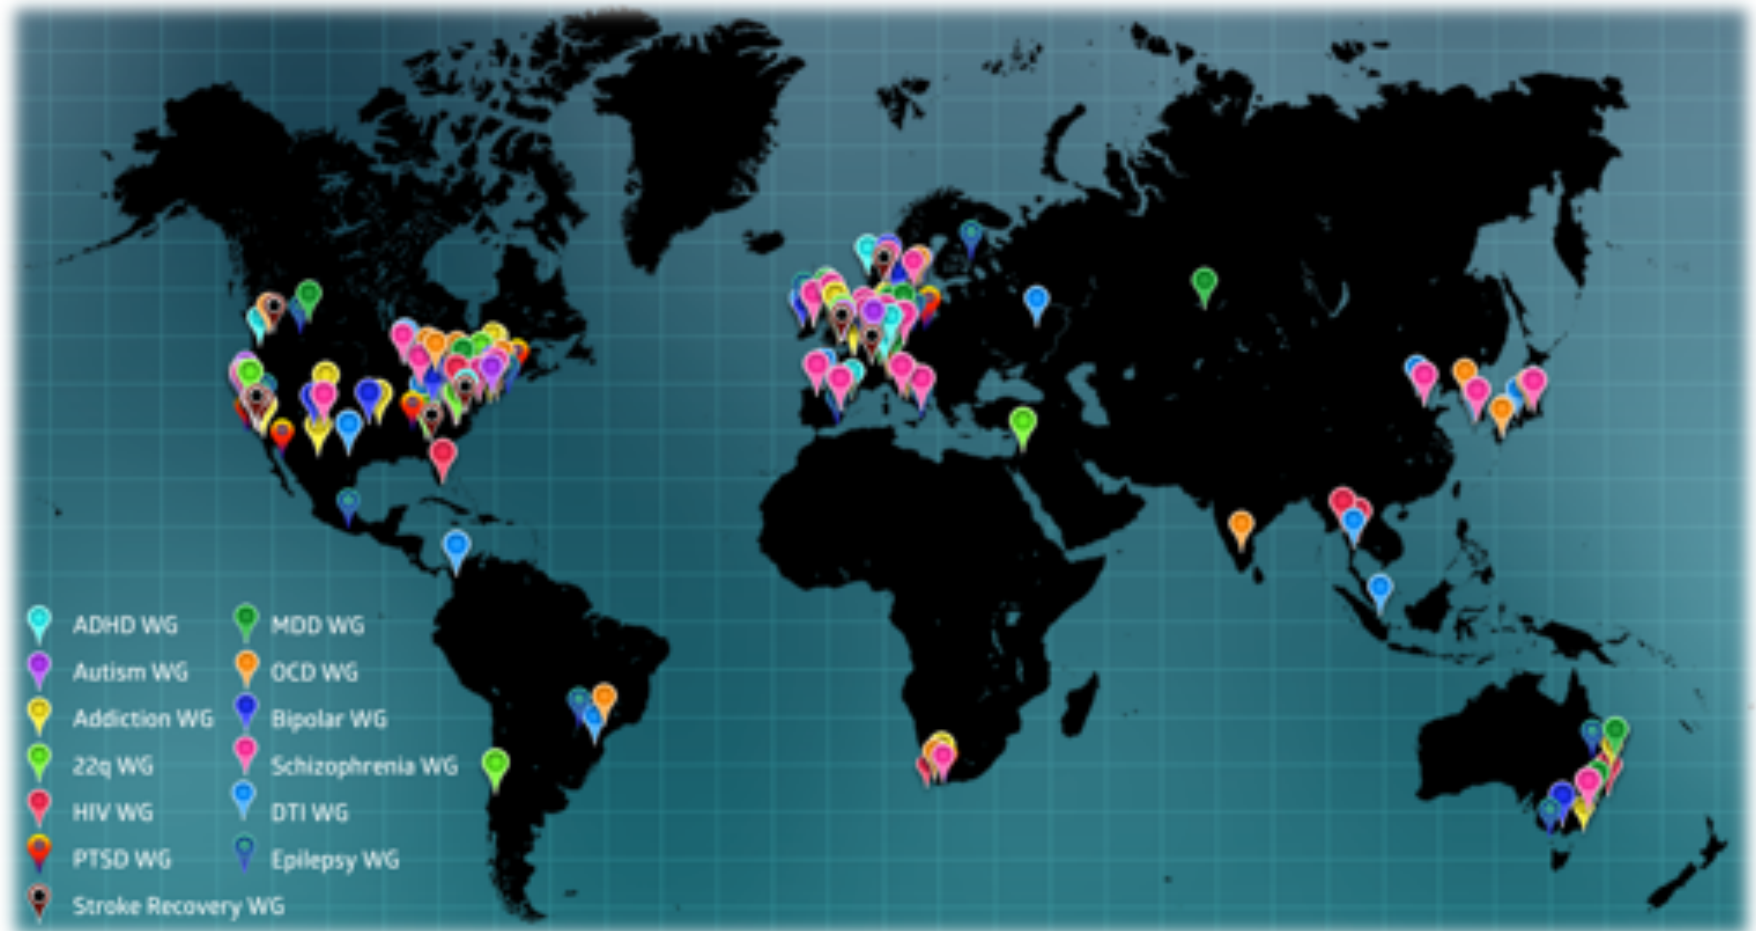 ADHD WG
Autism WG
Addiction WG
22q WG
HIV WG
PTSD WG
Stroke Recovery WG
MDD WG
OCD WG
Bipolar WG
Schizophrenia WG
DTI WG
Epilepsy WG